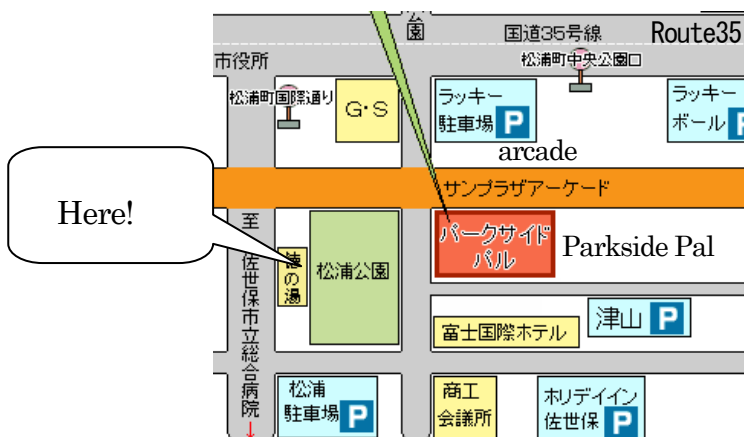 公園
国道35号線
Route35
市役所
松浦町中央公園口
松浦町国際通り
G・S
ラッキー
駐車場 P
ラッキー
ボール P
arcade
サンプラザアーケード
Here!
至
佐世保市立総合病院
↓
の湯
松浦公園
パークサイド
パル
Parkside Pal
津山 P
富士国際ホテル
松浦
駐車場 P
商工
会議所
ホリデイイン
佐世保 P